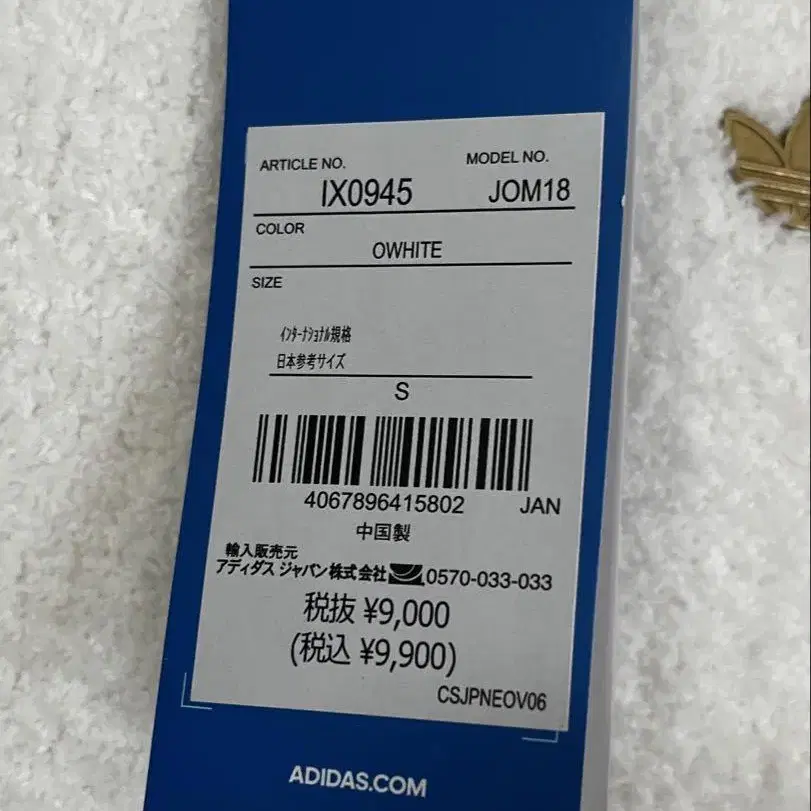 ARTICLE NO. MODEL NO.
IX0945 JOM18
COLOR
OWHITE
SIZE
ｲﾝﾀｰﾅｼｮﾅﾙ規格
日本参考サイズ
S
4067896415802 JAN
中国製
輸入販売元
アディダス ジャパン株式会社 0570-033-033
税抜 ¥9,000
(税込 ¥9,900)
CSJPNEOV06
ADIDAS.COM